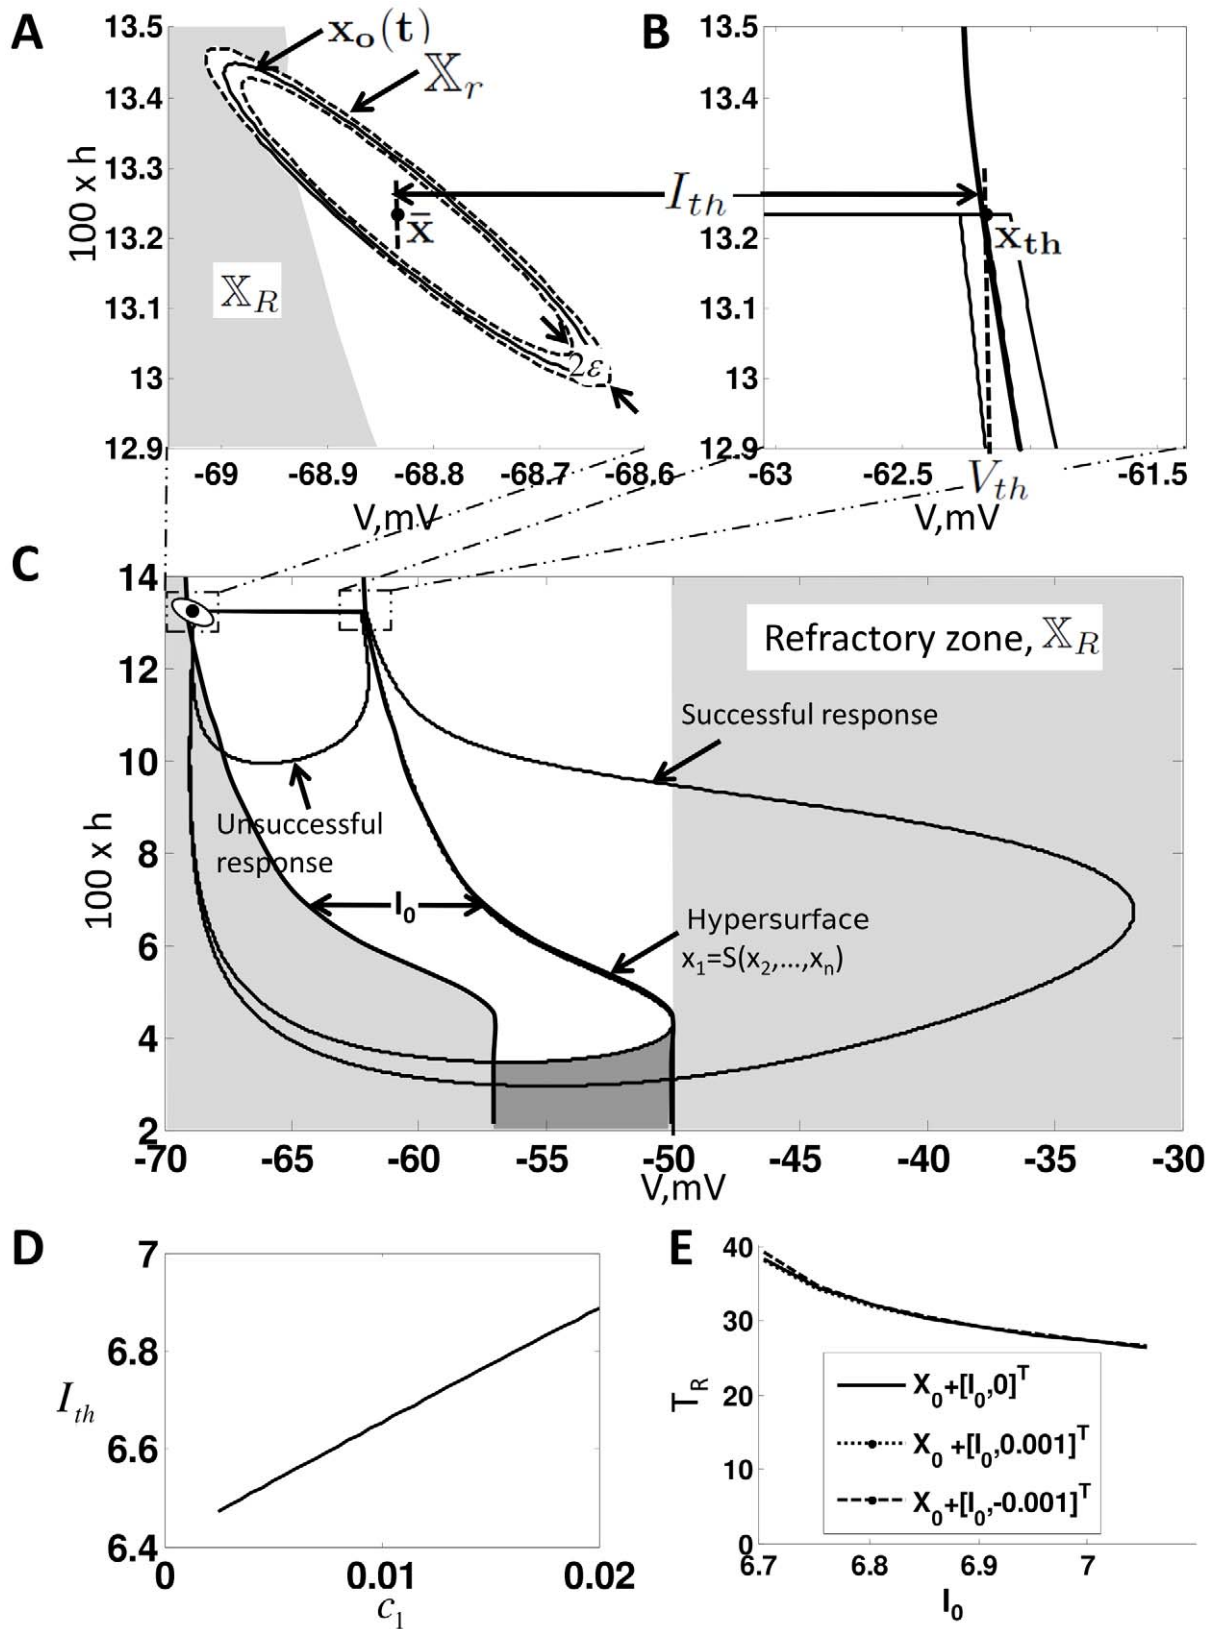 A
x_o(t)
𝕏_r
13.5
13.4
13.3
13.2
13.1
13
12.9
100 x h
x̄
𝕏_R
2ε
-69
-68.9
-68.8
-68.7
-68.6
V,mV
I_th
B
13.5
13.4
13.3
13.2
13.1
13
12.9
x_th
-63
-62.5
V_th
-61.5
V,mV
C
14
12
10
8
6
4
2
100 x h
Refractory zone, 𝕏_R
Successful response
Unsuccessful
response
I_0
Hypersurface
x_1=S(x_2,...,x_n)
-70
-65
-60
-55
-50
-45
-40
-35
-30
V,mV
D
7
6.8
6.6
6.4
I_th
0
0.01
0.02
c_1
E
40
30
20
10
0
T_R
X_0+[I_0,0]^T
X_0+[I_0,0.001]^T
X_0+[I_0,-0.001]^T
6.7
6.8
6.9
7
I_0